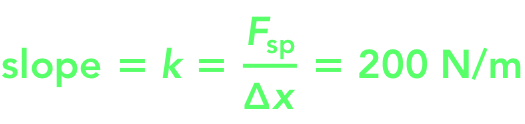 slope = k = F_sp / Δx = 200 N/m